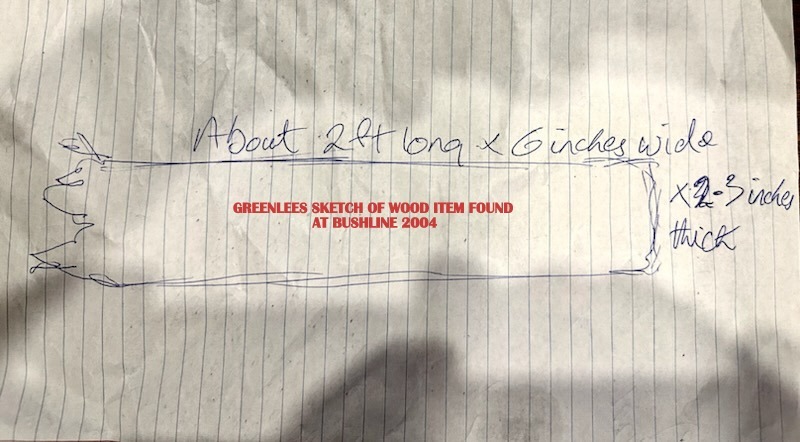 About 2ft long x 6 inches wide
x 2-3 inches
thick
GREENLEES SKETCH OF WOOD ITEM FOUND
AT BUSHLINE 2004